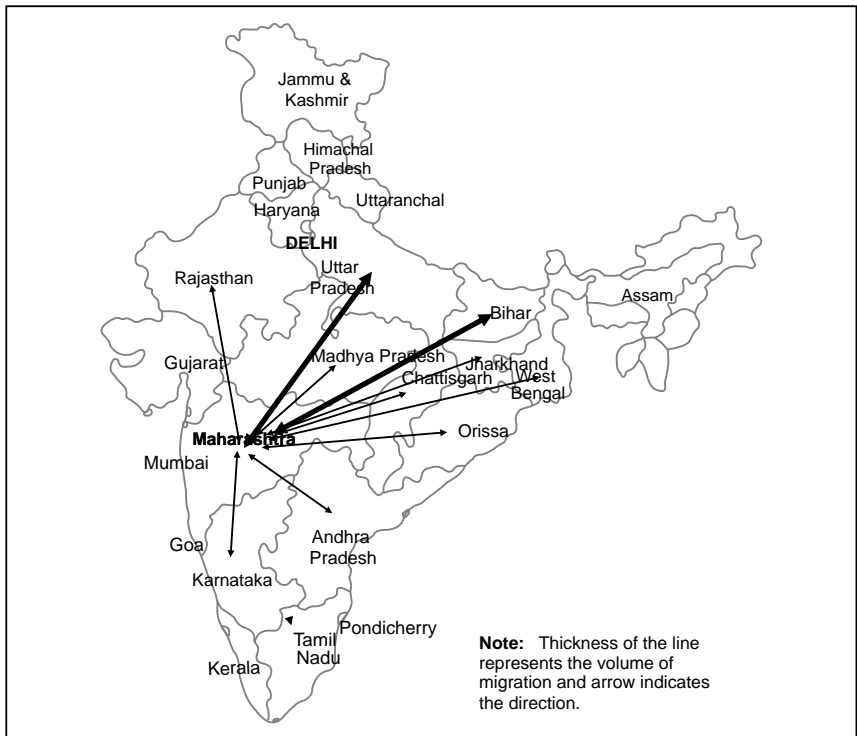 Jammu &
Kashmir
Himachal
Pradesh
Punjab
Uttaranchal
Haryana
DELHI
Uttar
Pradesh
Rajasthan
Bihar
Assam
Gujarat
Madhya Pradesh
Jharkhand
Chattisgarh
West
Bengal
Maharashtra
Orissa
Mumbai
Andhra
Pradesh
Goa
Karnataka
Pondicherry
Tamil
Nadu
Kerala
Note: Thickness of the line
represents the volume of
migration and arrow indicates
the direction.